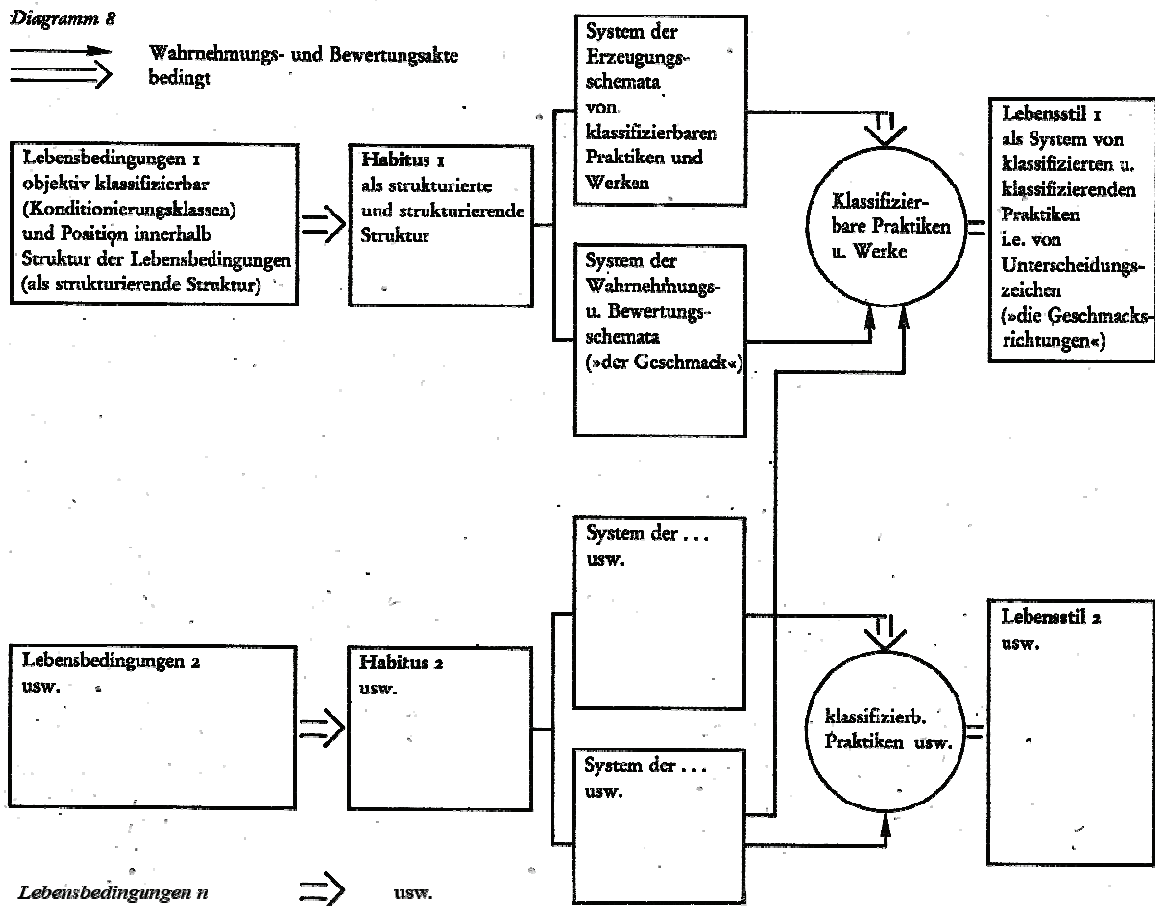 Diagramm 8
Wahrnehmungs- und Bewertungsakte
bedingt
Lebensbedingungen 1
objektiv klassifizierbar
(Konditionierungsklassen)
und Position innerhalb
Struktur der Lebensbedingungen
(als strukturierende Struktur)
Habitus 1
als strukturierte
und strukturierende
Struktur
System der
Erzeugungs-
schemata
von
klassifizierbaren
Praktiken und
Werken
System der
Wahrnehmungs-
u. Bewertungs-
schemata
(»der Geschmack«)
Klassifizier-
bare Praktiken
u. Werke
Lebensstil 1
als System von
klassifizierten u.
klassifizierenden
Praktiken
i.e. von
Unterscheidungs-
zeichen
(»die Geschmacks-
richtungen«)
Lebensbedingungen 2
usw.
Habitus 2
usw.
System der ...
usw.
System der ...
usw.
klassifizierb.
Praktiken usw.
Lebensstil 2
usw.
Lebensbedingungen n
usw.